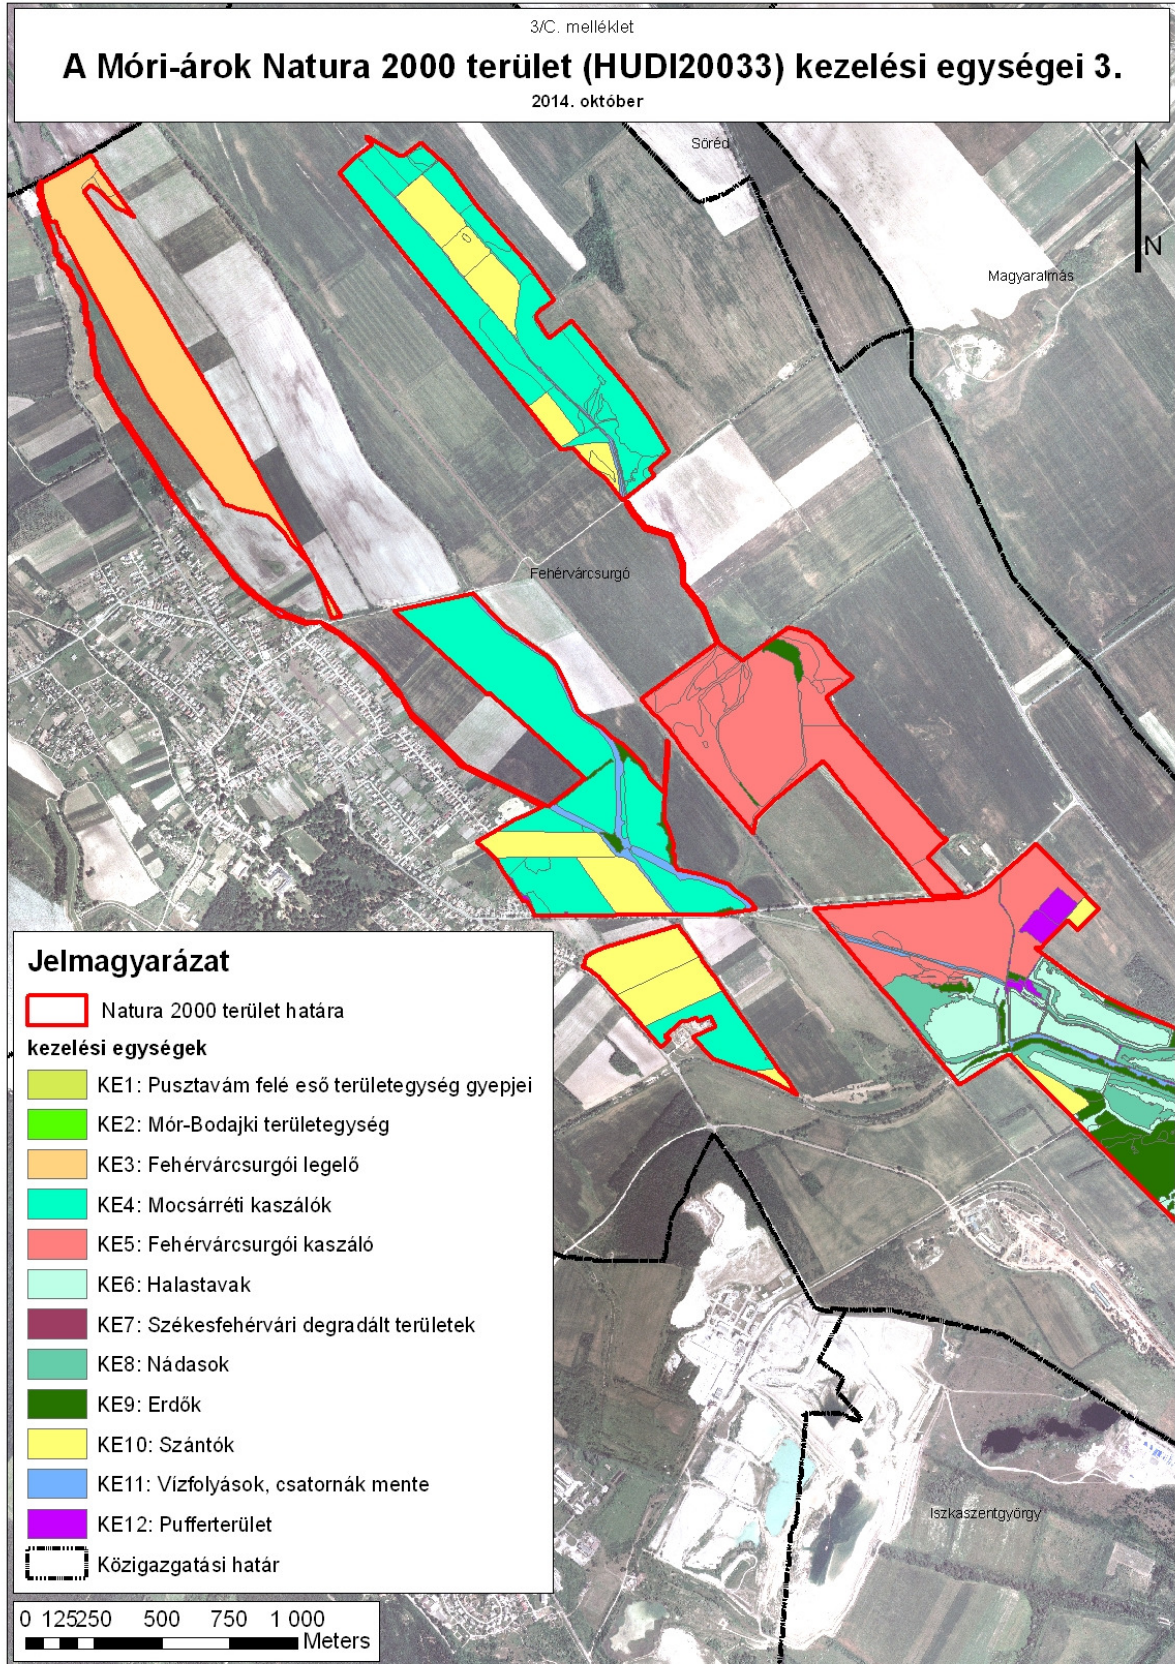 3/C. melléklet
A Móri-árok Natura 2000 terület (HUDI20033) kezelési egységei 3.
2014. október
Söréd
N
Magyaralmás
Fehérvárcsurgó
Jelmagyarázat
Natura 2000 terület határa
kezelési egységek
KE1: Pusztavám felé eső területegység gyepjei
KE2: Mór-Bodajki területegység
KE3: Fehérvárcsurgói legelő
KE4: Mocsárréti kaszálók
KE5: Fehérvárcsurgói kaszáló
KE6: Halastavak
KE7: Székesfehérvári degradált területek
KE8: Nádasok
KE9: Erdők
KE10: Szántók
KE11: Vízfolyások, csatornák mente
KE12: Pufferterület
Közigazgatási határ
Iszkaszentgyörgy
0 125250 500 750 1 000
Meters